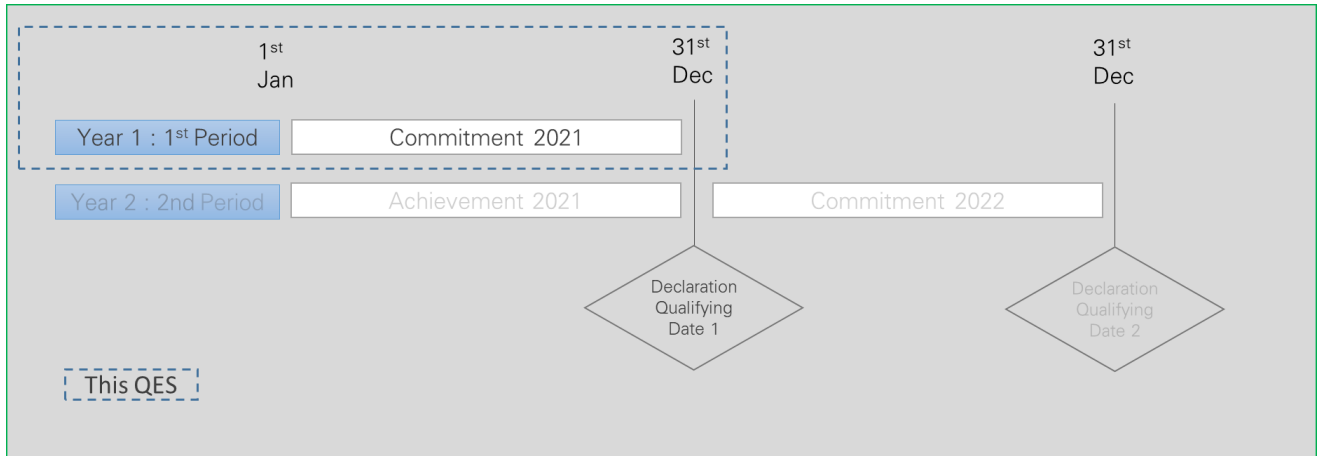 1st
Jan
31st
Dec
31st
Dec
Year 1 : 1st Period
Commitment 2021
Year 2 : 2nd Period
Achievement 2021
Commitment 2022
Declaration
Qualifying
Date 1
Declaration
Qualifying
Date 2
This QES